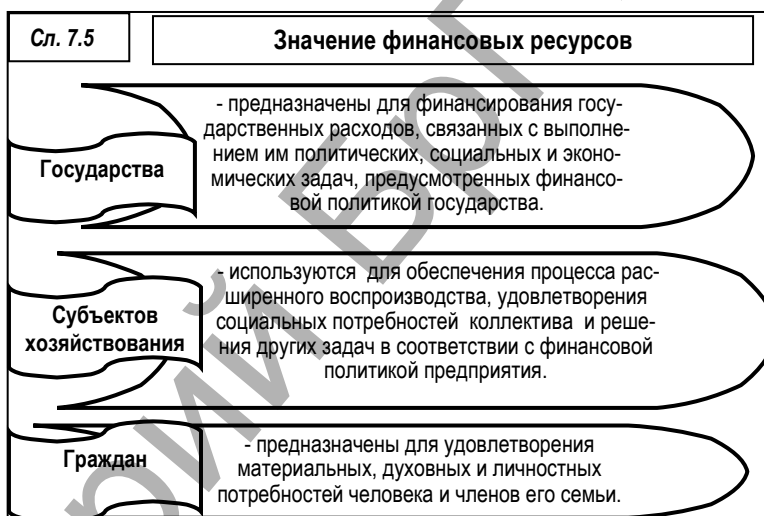 Сл. 7.5
Значение финансовых ресурсов
Государства
- предназначены для финансирования госу-
дарственных расходов, связанных с выполне-
нием им политических, социальных и эконо-
мических задач, предусмотренных финансо-
вой политикой государства.
Субъектов
хозяйствования
- используются для обеспечения процесса рас-
ширенного воспроизводства, удовлетворения
социальных потребностей коллектива и реше-
ния других задач в соответствии с финансовой
политикой предприятия.
Граждан
- предназначены для удовлетворения
материальных, духовных и личностных
потребностей человека и членов его семьи.